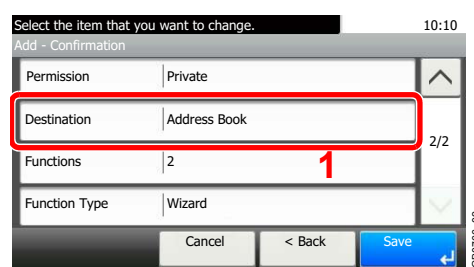 Select the item that you want to change.
10:10
Add - Confirmation
Permission Private
Destination Address Book
2/2
Functions 2
1
Function Type Wizard
Cancel < Back Save